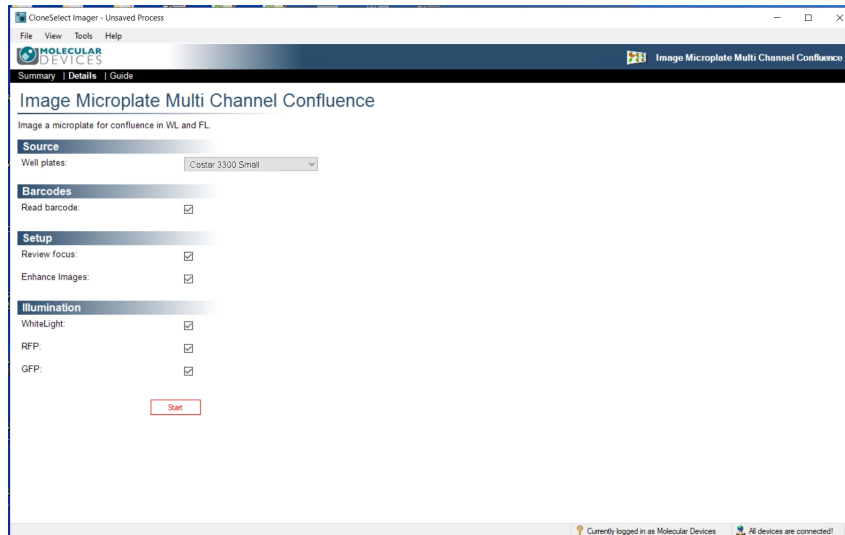 CloneSelect Imager - Unsaved Process
File View Tools Help
MOLECULAR
DEVICES
Image Microplate Multi Channel Confluence
Summary | Details | Guide
Image Microplate Multi Channel Confluence
Image a microplate for confluence in WL and FL.
Source
Well plates: Costar 3300 Small
Barcodes
Read barcode:
Setup
Review focus:
Enhance Images:
Illumination
WhiteLight:
RFP:
GFP:
Start
Currently logged in as Molecular Devices All devices are connected!